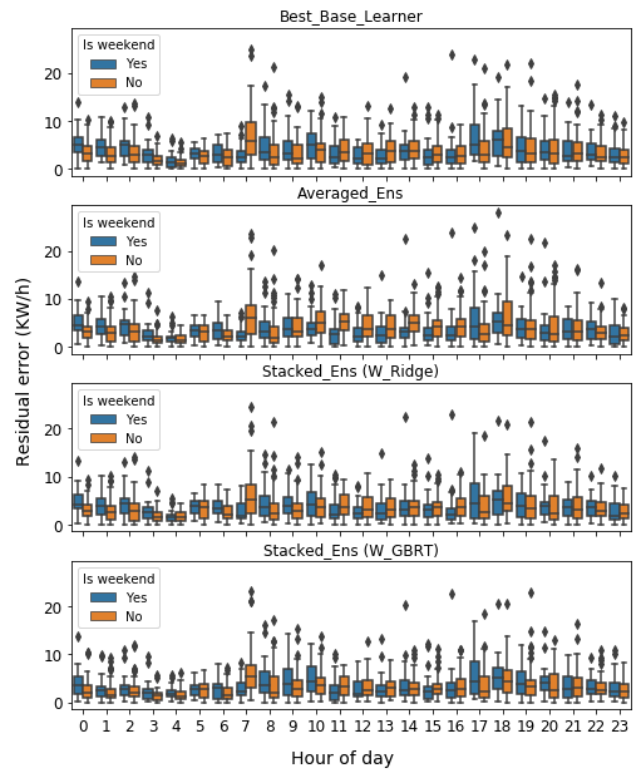 Best_Base_Learner
Is weekend
Yes
No
20
10
0
Averaged_Ens
Is weekend
Yes
No
20
10
0
Residual error (KW/h)
Stacked_Ens (W_Ridge)
Is weekend
Yes
No
20
10
0
Stacked_Ens (W_GBRT)
Is weekend
Yes
No
20
10
0
0 1 2 3 4 5 6 7 8 9 10 11 12 13 14 15 16 17 18 19 20 21 22 23
Hour of day